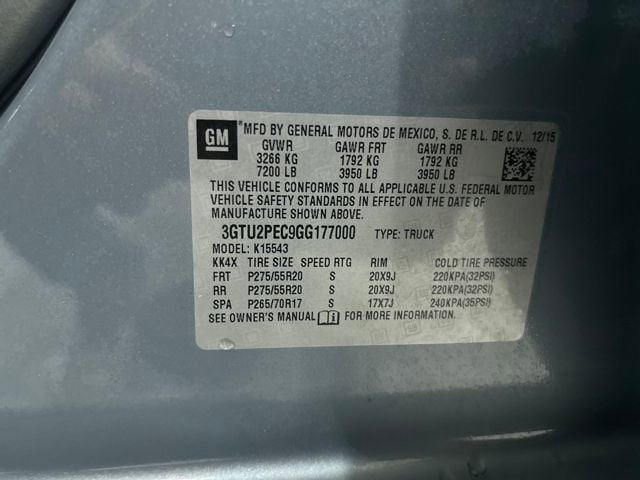 GM MFD BY GENERAL MOTORS DE MEXICO, S. DE R.L. DE C.V. 12/15
GVWR GAWR FRT GAWR RR
3266 KG 1792 KG 1792 KG
7200 LB 3950 LB 3950 LB
THIS VEHICLE CONFORMS TO ALL APPLICABLE U.S. FEDERAL MOTOR
VEHICLE SAFETY STANDARDS IN EFFECT ON THE DATE OF
MANUFACTURE SHOWN ABOVE.
3GTU2PEC9GG177000 TYPE: TRUCK
MODEL: K15543
KK4X TIRE SIZE SPEED RTG RIM COLD TIRE PRESSURE
FRT P275/55R20 S 20X9J 220KPA(32PSI)
RR P275/55R20 S 20X9J 220KPA(32PSI)
SPA P265/70R17 S 17X7J 240KPA(35PSI)
SEE OWNER'S MANUAL FOR MORE INFORMATION.